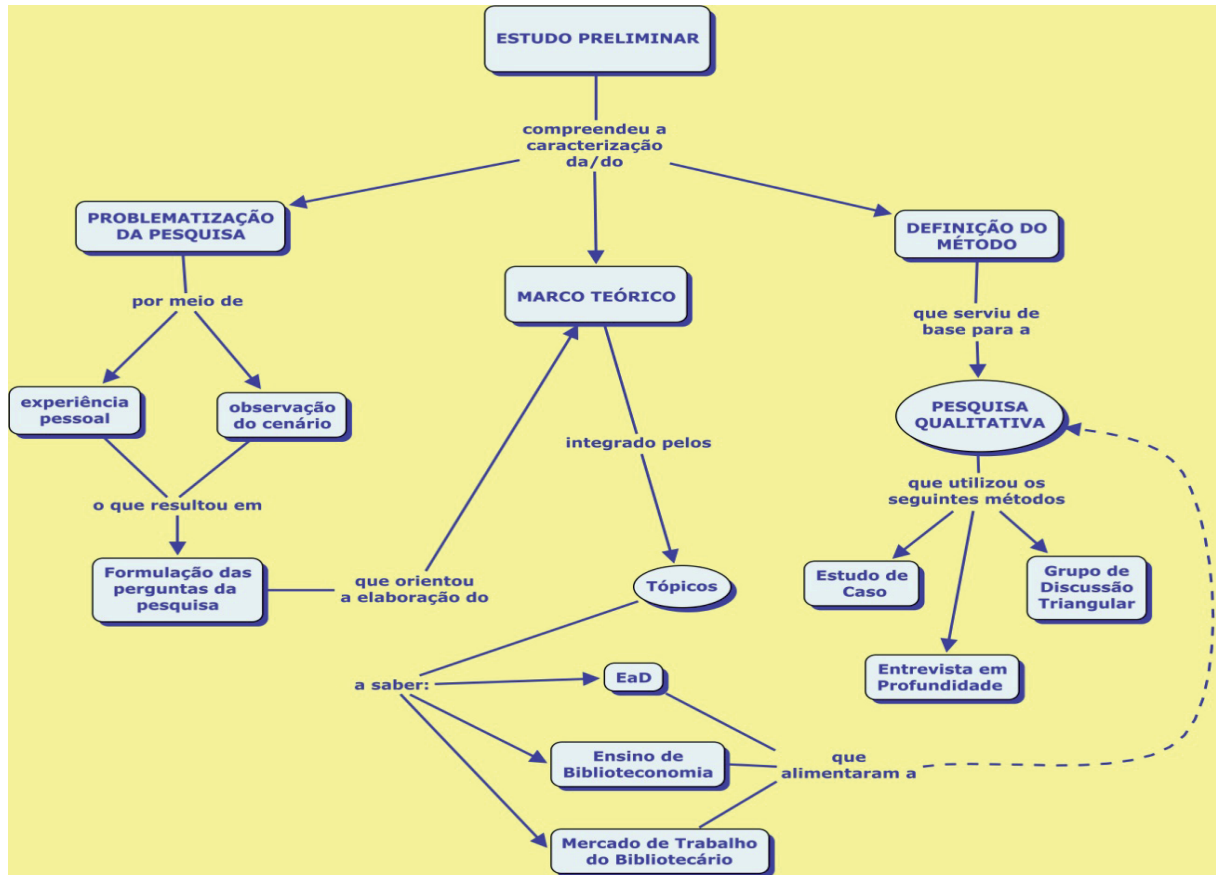 ESTUDO PRELIMINAR
compreendeu a
caracterização
da/do
PROBLEMATIZAÇÃO
DA PESQUISA
por meio de
experiência
pessoal
observação
do cenário
o que resultou em
Formulação das
perguntas da
pesquisa
que orientou
a elaboração do
MARCO TEÓRICO
integrado pelos
Tópicos
a saber:
EaD
Ensino de
Biblioteconomia
Mercado de Trabalho
do Bibliotecário
que
alimentaram a
DEFINIÇÃO DO
MÉTODO
que serviu de
base para a
PESQUISA
QUALITATIVA
que utilizou os
seguintes métodos
Estudo de
Caso
Entrevista em
Profundidade
Grupo de
Discussão
Triangular